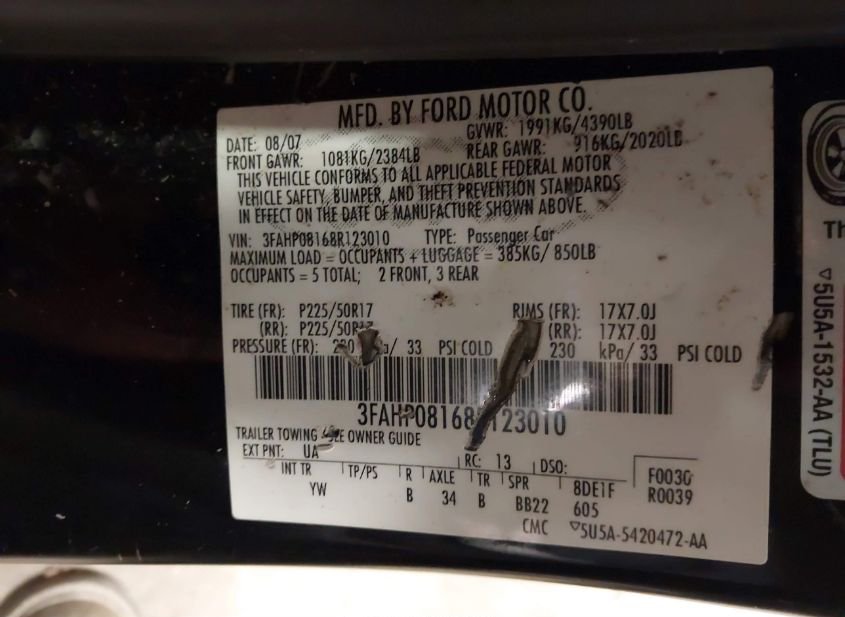 MFD. BY FORD MOTOR CO.
DATE: 08/07 GVWR: 1991KG/4390LB
FRONT GAWR: 1081KG/2384LB REAR GAWR: 916KG/2020LB
THIS VEHICLE CONFORMS TO ALL APPLICABLE FEDERAL MOTOR
VEHICLE SAFETY, BUMPER, AND THEFT PREVENTION STANDARDS
IN EFFECT ON THE DATE OF MANUFACTURE SHOWN ABOVE.
VIN: 3FAHP08168R123010 TYPE: Passenger Car
MAXIMUM LOAD = OCCUPANTS + LUGGAGE = 385KG/ 850LB
OCCUPANTS = 5 TOTAL; 2 FRONT, 3 REAR
TIRE (FR): P225/50R17 RIMS (FR): 17X7.0J
(RR): P225/50R17 (RR): 17X7.0J
PRESSURE (FR): / 33 PSI COLD 230 kPa/ 33 PSI COLD
3FAHP08168 123010
TRAILER TOWING SEE OWNER GUIDE
EXT PNT: UA RC: 13 DSO: F0030
INT TR TP/PS R AXLE TR SPR 8DE1F R0039
YW B 34 B BB22 605
CMC ▽5U5A-5420472-AA
▽5U5A-1532-AA (TLU)